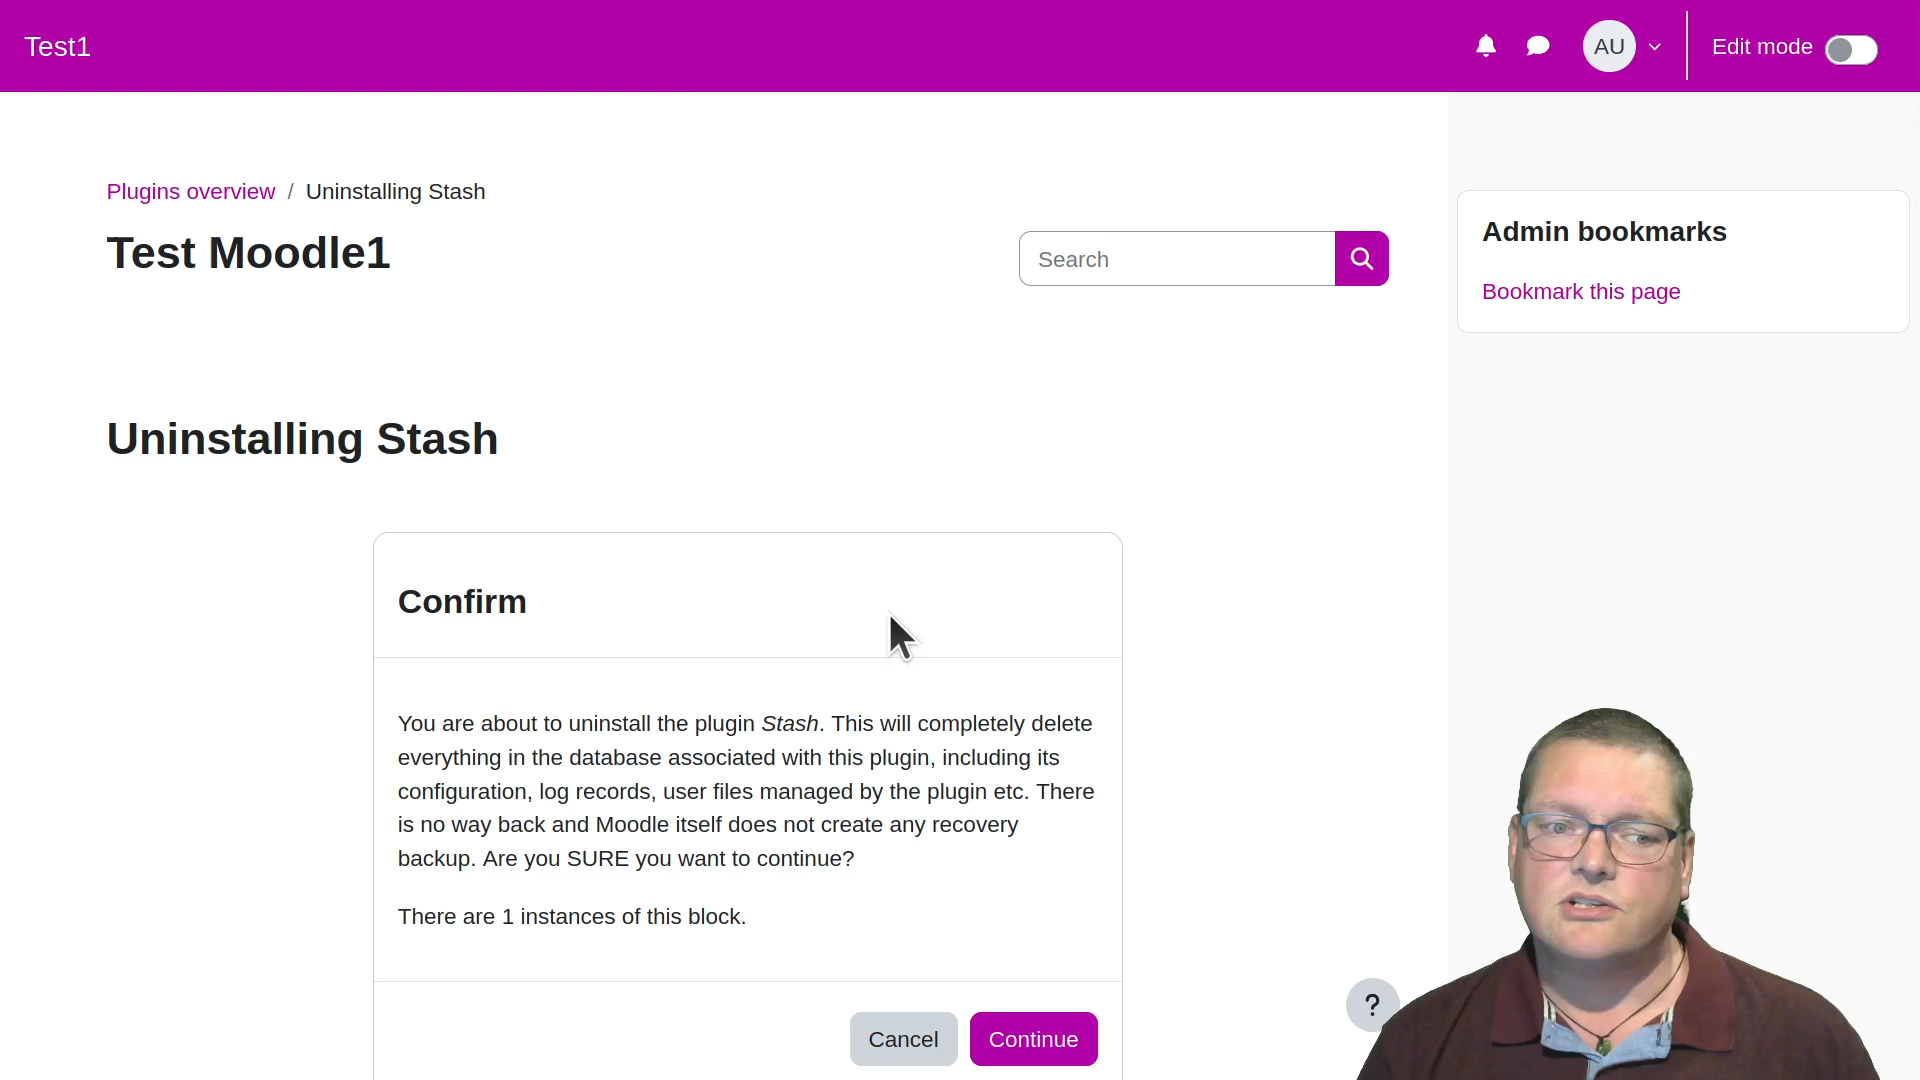 Test1
AU
Edit mode
Plugins overview / Uninstalling Stash
Test Moodle1
Search
Admin bookmarks
Bookmark this page
Uninstalling Stash
Confirm
You are about to uninstall the plugin Stash. This will completely delete
everything in the database associated with this plugin, including its
configuration, log records, user files managed by the plugin etc. There
is no way back and Moodle itself does not create any recovery
backup. Are you SURE you want to continue?
There are 1 instances of this block.
?
Cancel
Continue